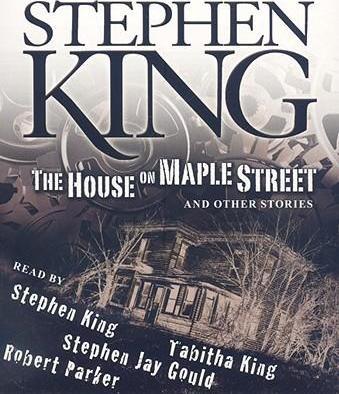 STEPHEN
KING
THE HOUSE ON MAPLE STREET
AND OTHER STORIES
READ BY
Stephen King
Tabitha King
Stephen Jay Gould
Robert Parker